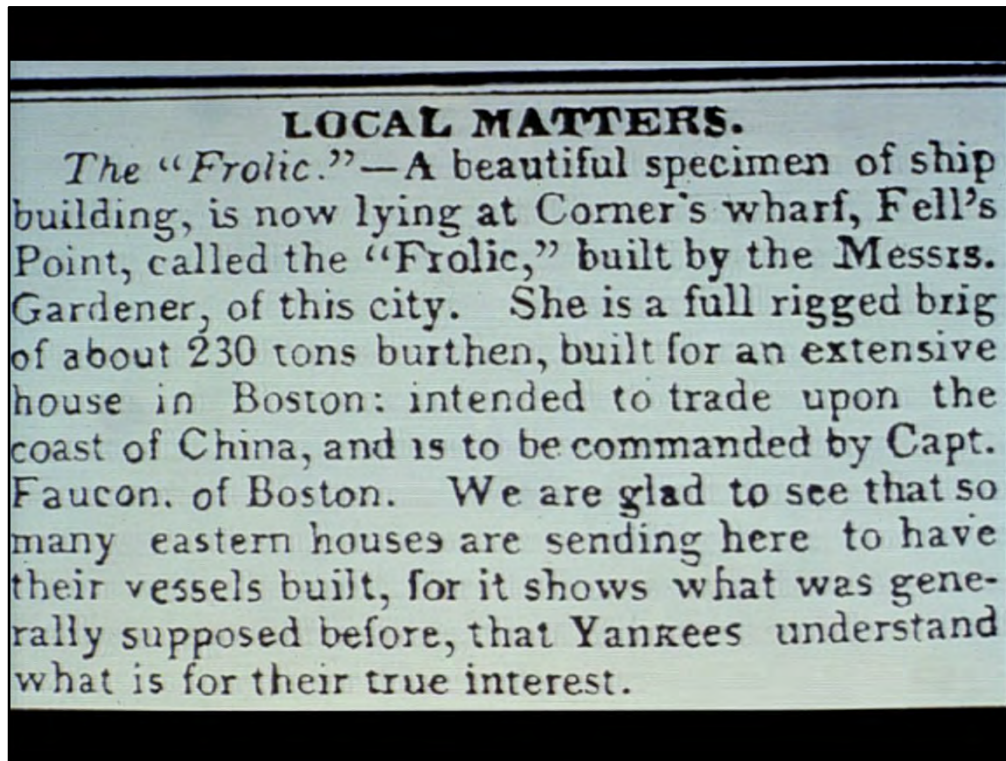 LOCAL MATTERS.
The "Frolic."—A beautiful specimen of ship
building, is now lying at Corner's wharf, Fell's
Point, called the "Frolic," built by the Messrs.
Gardener, of this city. She is a full rigged brig
of about 230 tons burthen, built for an extensive
house in Boston: intended to trade upon the
coast of China, and is to be commanded by Capt.
Faucon. of Boston. We are glad to see that so
many eastern houses are sending here to have
their vessels built, for it shows what was gene-
rally supposed before, that Yankees understand
what is for their true interest.